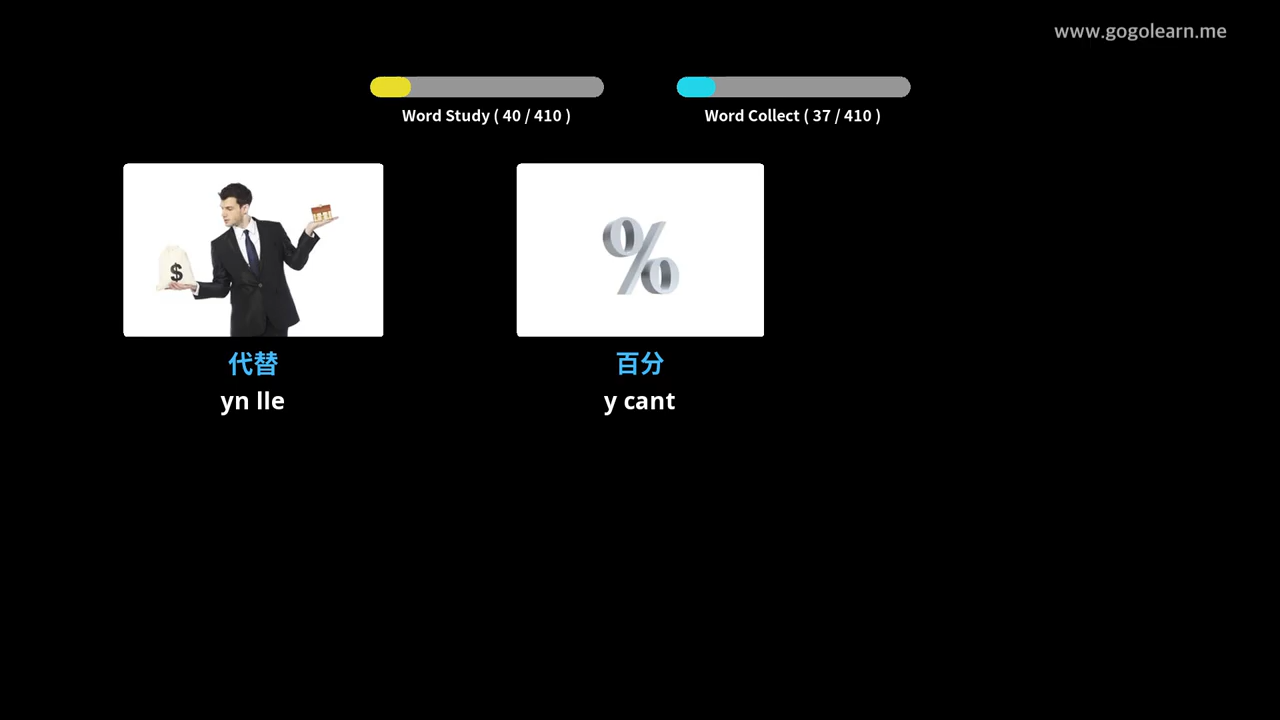 www.gogolearn.me
Word Study ( 40 / 410 )
Word Collect ( 37 / 410 )
$
%
代替
百分
yn lle
y cant